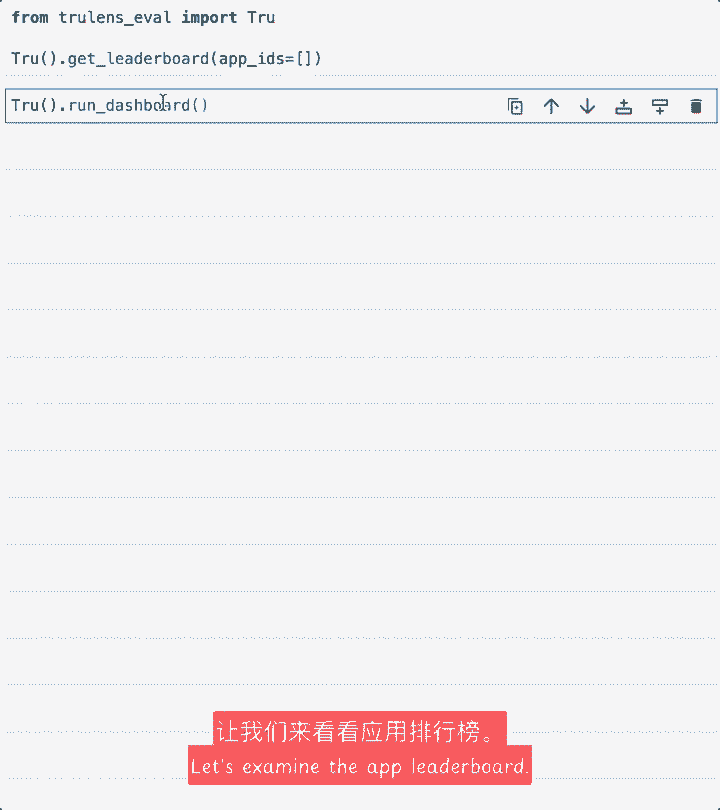 from trulens_eval import Tru
Tru().get_leaderboard(app_ids=[])
Tru().run_dashboard()
让我们来看看应用排行榜。
Let's examine the app leaderboard.